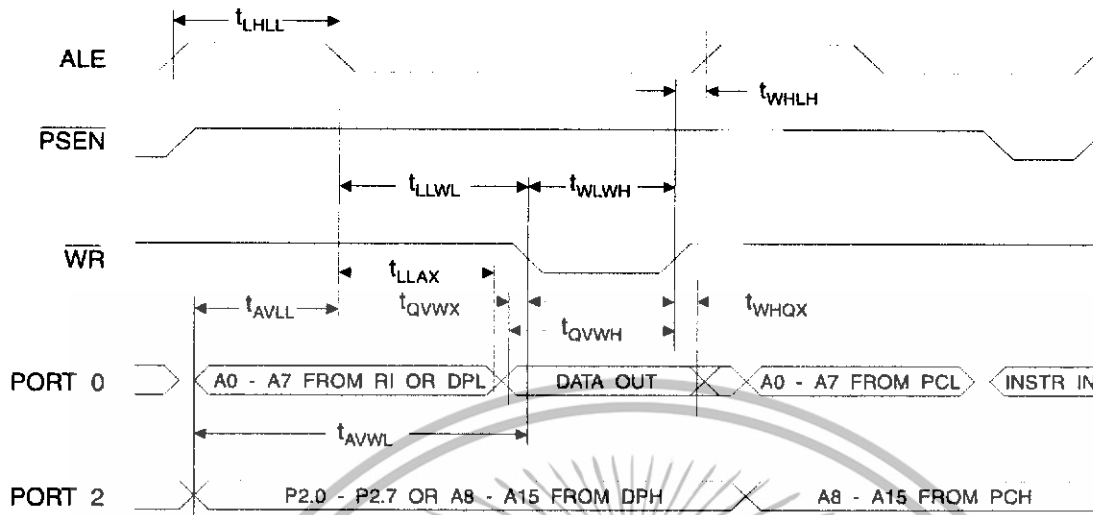 tLHLL
ALE
tWHLH
PSEN
tLLWL
tWLWH
WR
tLLAX
tAVLL
tQVWX
tWHQX
tQVWH
PORT 0
A0 - A7 FROM RI OR DPL
DATA OUT
A0 - A7 FROM PCL
INSTR IN
tAVWL
PORT 2
P2.0 - P2.7 OR A8 - A15 FROM DPH
A8 - A15 FROM PCH